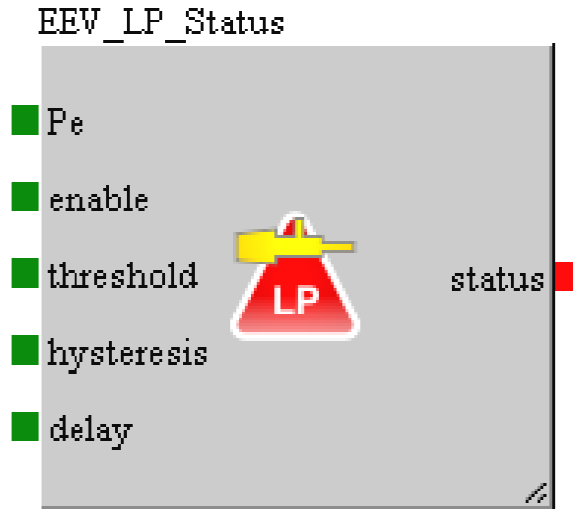 EEV_LP_Status
Pe
enable
threshold
LP
status
hysteresis
delay